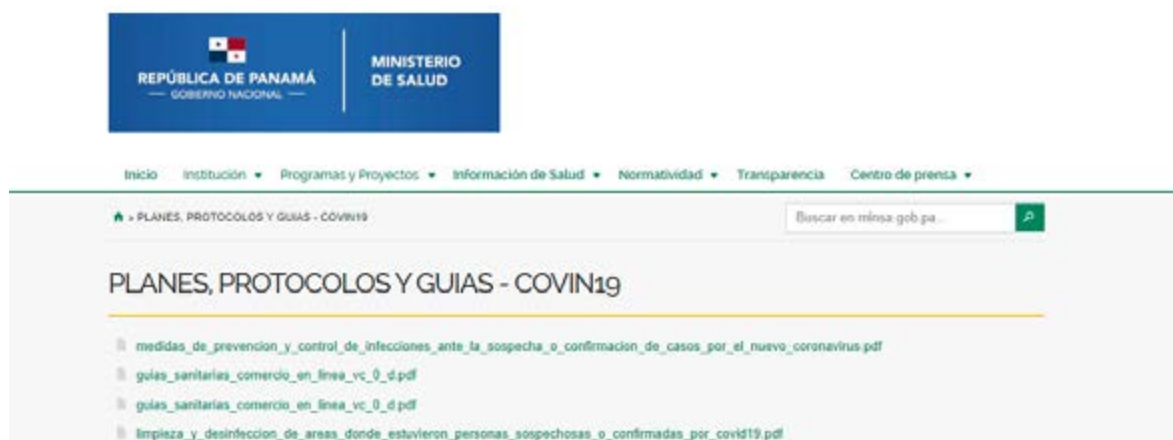 REPÚBLICA DE PANAMÁ
— GOBIERNO NACIONAL —
MINISTERIO
DE SALUD
Inicio Institución Programas y Proyectos Información de Salud Normatividad Transparencia Centro de prensa
» PLANES, PROTOCOLOS Y GUIAS - COVIN19
Buscar en minsa.gob.pa...
PLANES, PROTOCOLOS Y GUIAS - COVIN19
medidas_de_prevencion_y_control_de_infecciones_ante_la_sospecha_o_confirmacion_de_casos_por_el_nuevo_coronavirus.pdf
guias_sanitarias_comercio_en_linea_vc_0_d.pdf
guias_sanitarias_comercio_en_linea_vc_0_d.pdf
limpieza_y_desinfeccion_de_areas_donde_estuvieron_personas_sospechosas_o_confirmadas_por_covid19.pdf